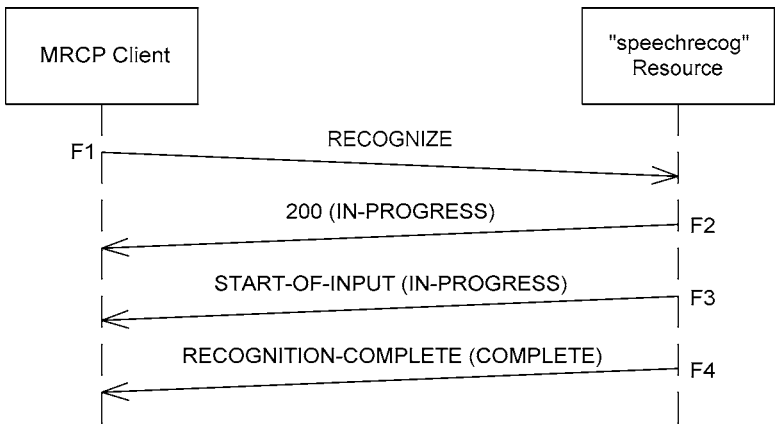 MRCP Client
"speechrecog"
Resource
RECOGNIZE
F1
200 (IN-PROGRESS)
F2
START-OF-INPUT (IN-PROGRESS)
F3
RECOGNITION-COMPLETE (COMPLETE)
F4